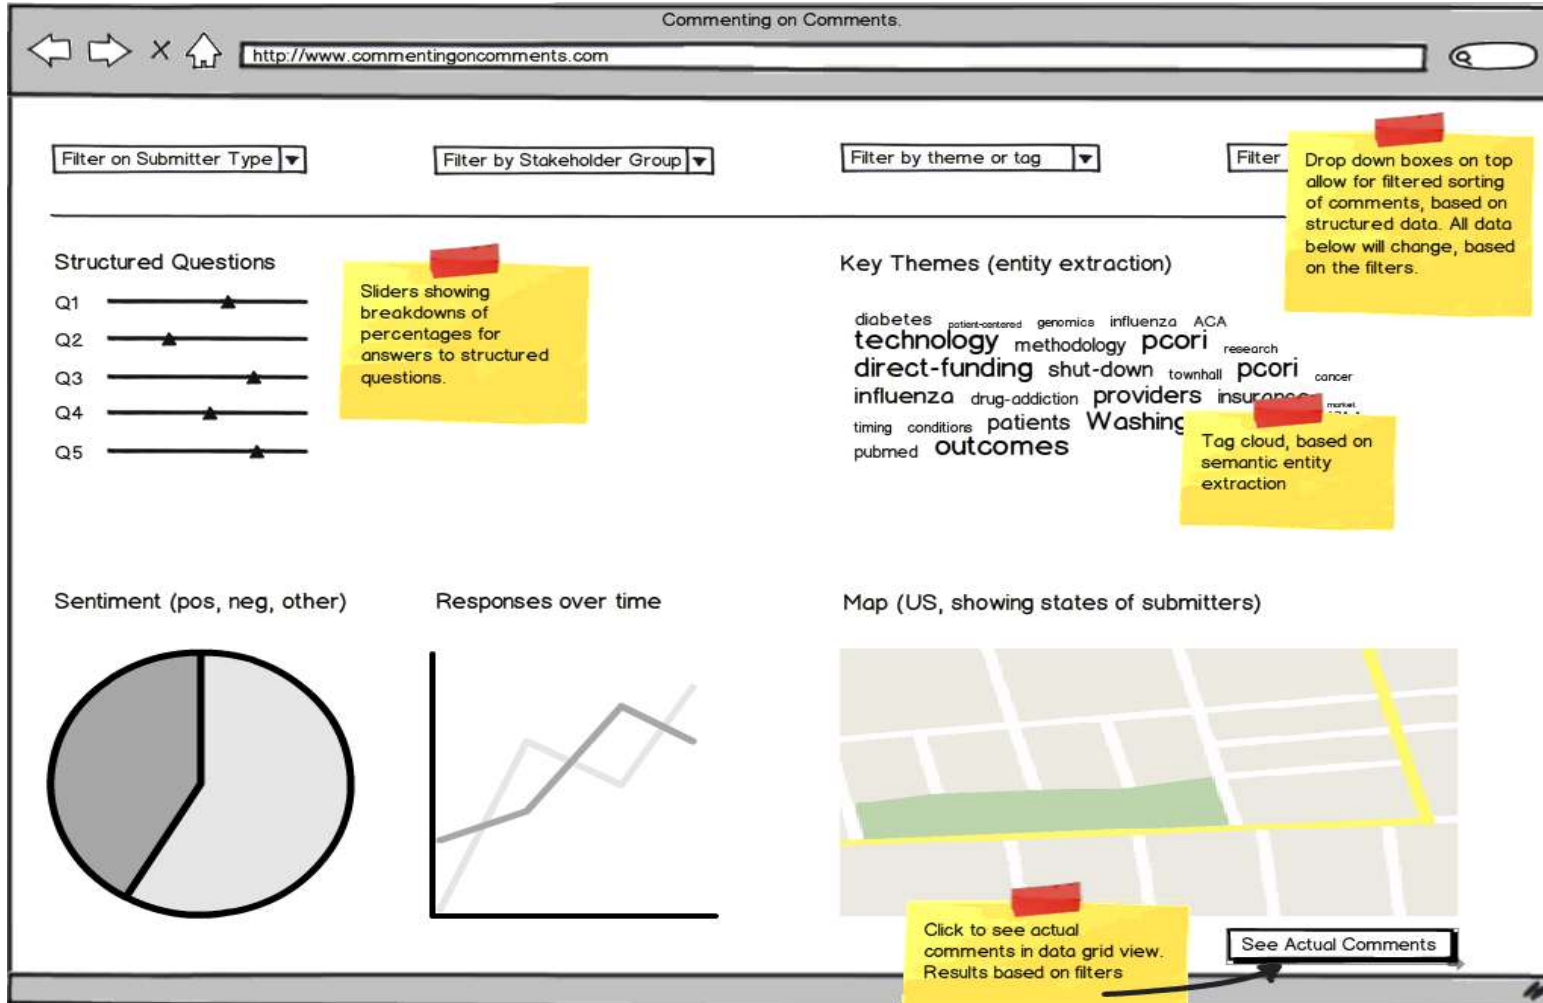 Commenting on Comments.
http://www.commentingoncomments.com
Filter on Submitter Type
Filter by Stakeholder Group
Filter by theme or tag
Filter
Drop down boxes on top
allow for filtered sorting
of comments, based on
structured data. All data
below will change, based
on the filters.
Structured Questions
Q1
Q2
Q3
Q4
Q5
Sliders showing
breakdowns of
percentages for
answers to structured
questions.
Key Themes (entity extraction)
diabetes patient-centered genomics influenza ACA
technology methodology pcori research
direct-funding shut-down townhall pcori cancer
influenza drug-addiction providers insurance market
timing conditions patients Washing
pubmed outcomes
Tag cloud, based on
semantic entity
extraction
Sentiment (pos, neg, other)
Responses over time
Map (US, showing states of submitters)
Click to see actual
comments in data grid view.
Results based on filters
See Actual Comments